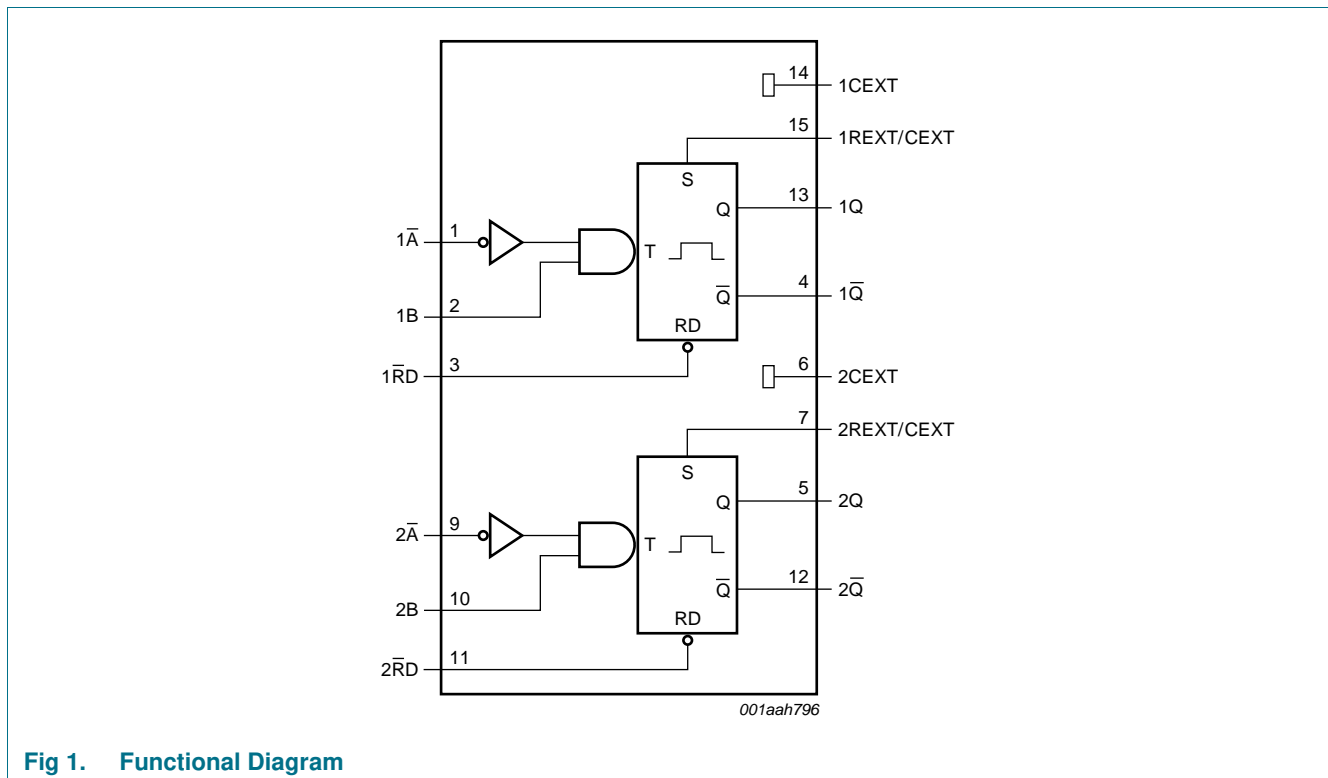 14 1CEXT
15 1REXT/CEXT
S
Q 13 1Q
1A̅ 1
T
Q̅ 4 1Q̅
1B 2
RD
1R̅D 3
6 2CEXT
7 2REXT/CEXT
S
Q 5 2Q
2A̅ 9
T
Q̅ 12 2Q̅
2B 10
RD
2R̅D 11
001aah796
Fig 1. Functional Diagram